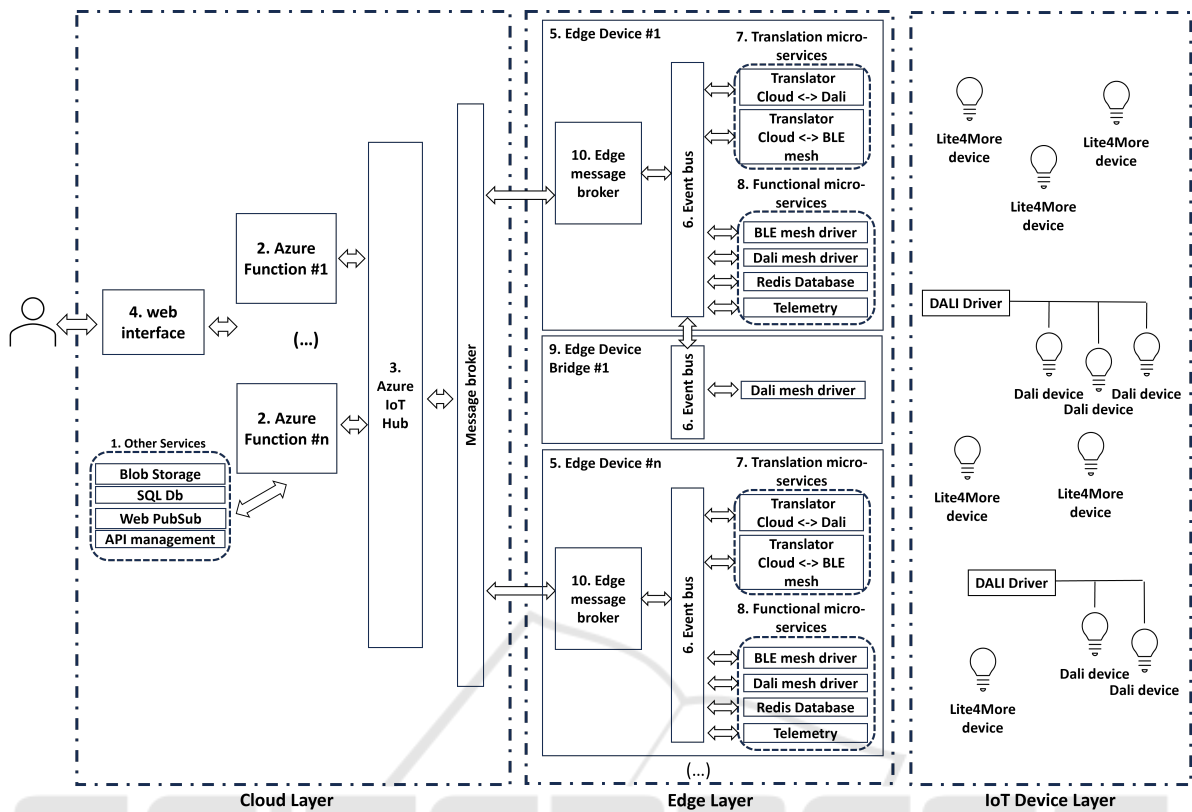 4. web
interface
2. Azure
Function #1
(...)
2. Azure
Function #n
1. Other Services
Blob Storage
SQL Db
Web PubSub
API management
3.
Azure
IoT
Hub
Message broker
Cloud Layer
5. Edge Device #1
10. Edge
message
broker
6. Event bus
7. Translation micro-
services
Translator
Cloud <-> Dali
Translator
Cloud <-> BLE
mesh
8. Functional micro-
services
BLE mesh driver
Dali mesh driver
Redis Database
Telemetry
9. Edge Device
Bridge #1
6. Event bus
Dali mesh driver
5. Edge Device #n
10. Edge
message
broker
6. Event bus
7. Translation micro-
services
Translator
Cloud <-> Dali
Translator
Cloud <-> BLE
mesh
8. Functional micro-
services
BLE mesh driver
Dali mesh driver
Redis Database
Telemetry
(...)
Edge Layer
Lite4More
device
Lite4More
device
Lite4More
device
DALI Driver
Dali device
Dali device
Dali device
Lite4More
device
Lite4More
device
DALI Driver
Dali device
Dali device
Lite4More
device
IoT Device Layer